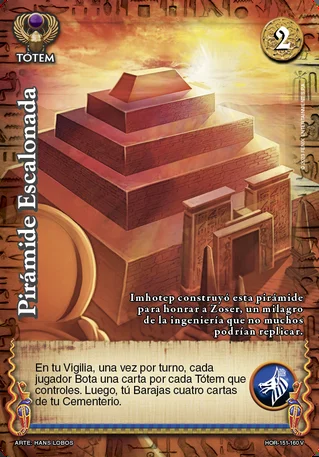 TÓTEM
2
Pirámide Escalonada
Imhotep construyó esta pirámide
para honrar a Zoser, un milagro
de la ingeniería que no muchos
podrían replicar.
En tu Vigilia, una vez por turno, cada
jugador Bota una carta por cada Tótem que
controles. Luego, tú Barajas cuatro cartas
de tu Cementerio.
ARTE: HANS LOBOS
HOR-151-160 V